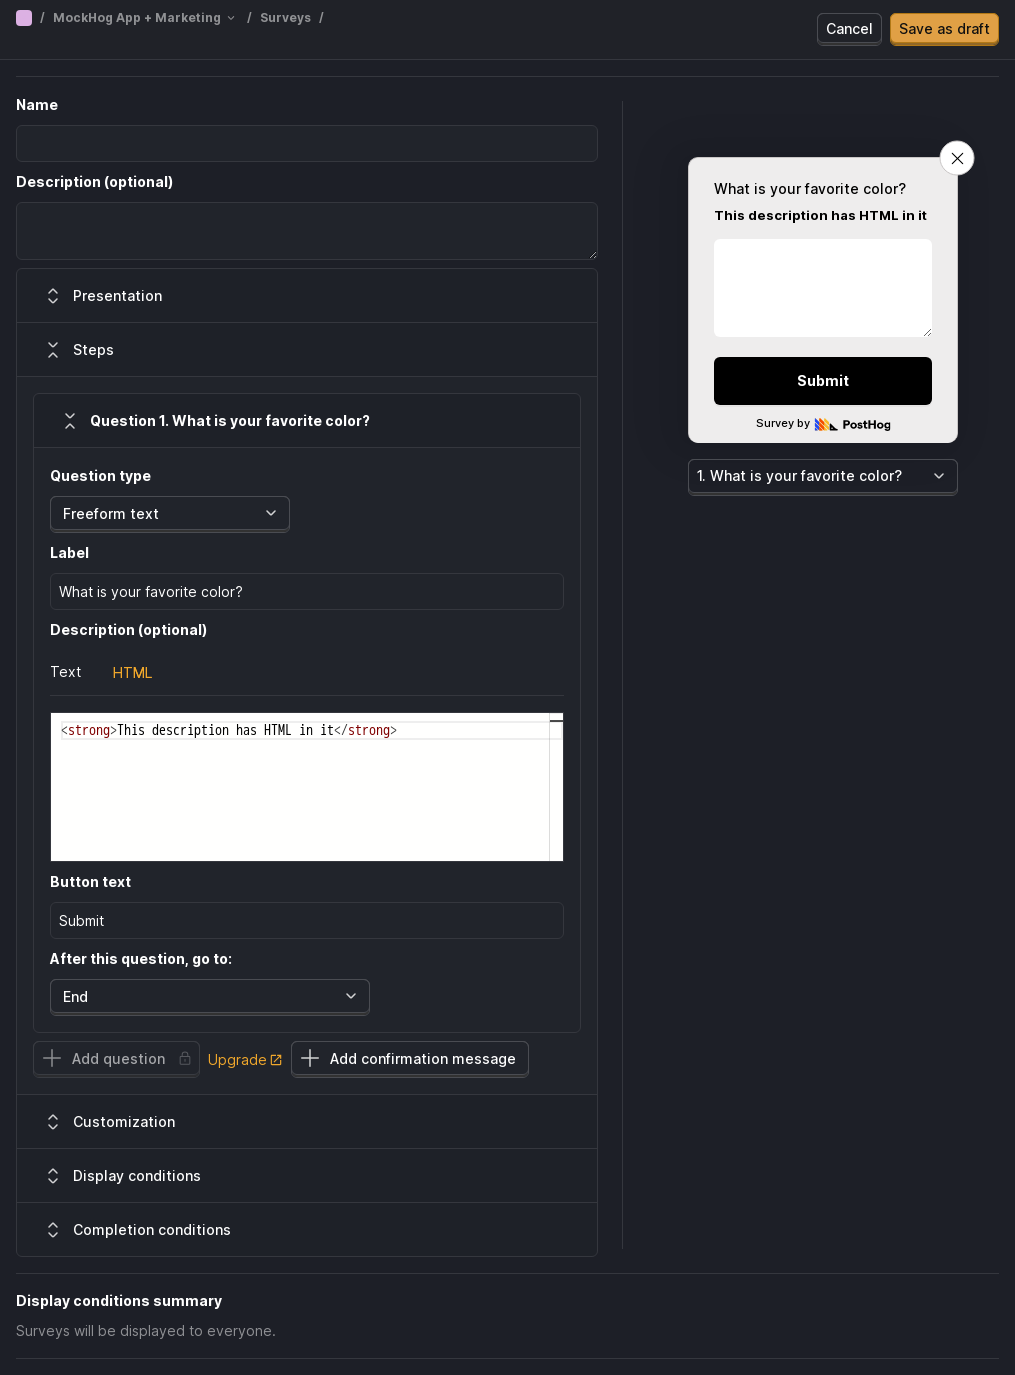 / MockHog App + Marketing / Surveys /
Cancel
Save as draft
Name
Description (optional)
Presentation
Steps
Question 1. What is your favorite color?
Question type
Freeform text
Label
What is your favorite color?
Description (optional)
Text HTML
<strong>This description has HTML in it</strong>
Button text
Submit
After this question, go to:
End
Add question Upgrade Add confirmation message
Customization
Display conditions
Completion conditions
What is your favorite color?
This description has HTML in it
Submit
Survey by PostHog
1. What is your favorite color?
Display conditions summary
Surveys will be displayed to everyone.